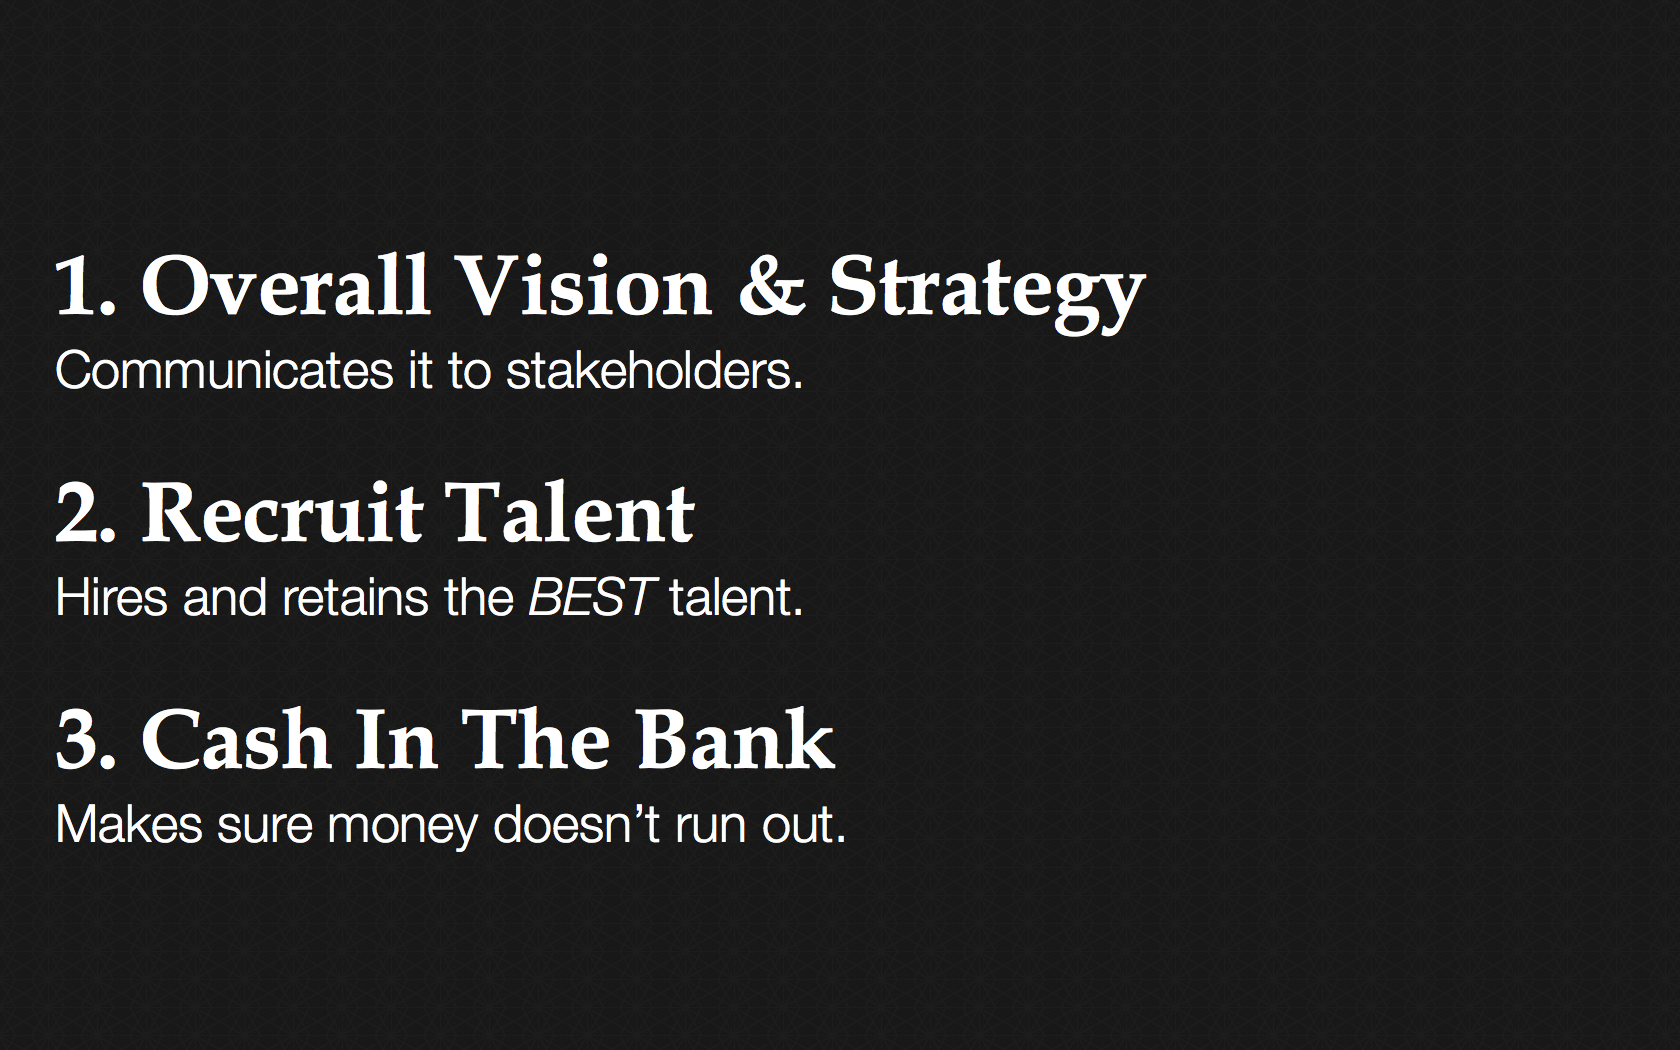 1. Overall Vision & Strategy
Communicates it to stakeholders.
2. Recruit Talent
Hires and retains the BEST talent.
3. Cash In The Bank
Makes sure money doesn’t run out.